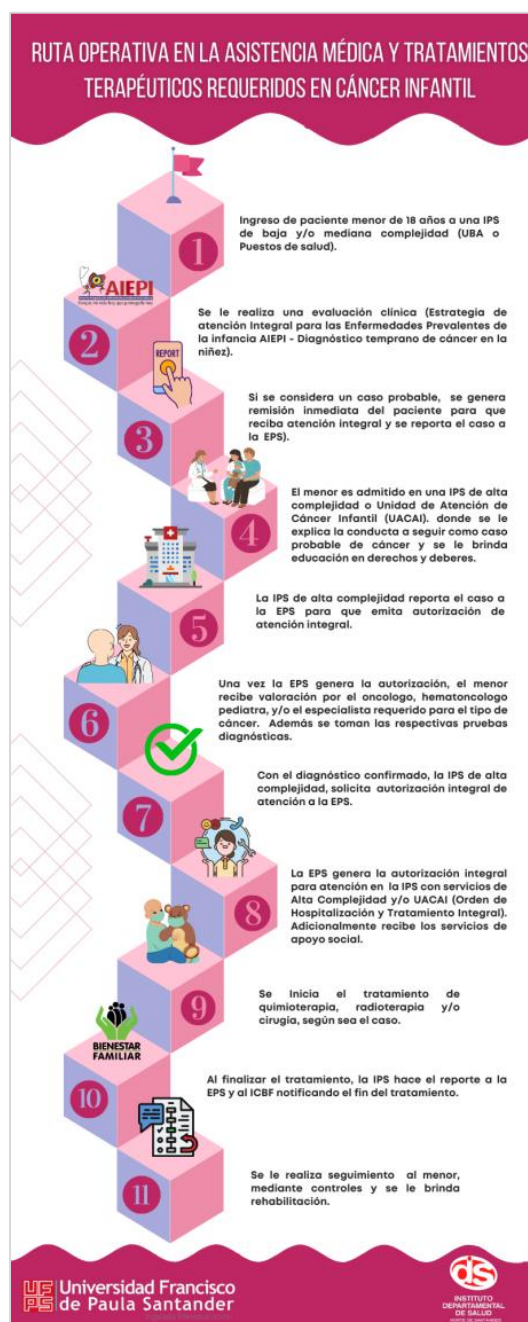 RUTA OPERATIVA EN LA ASISTENCIA MÉDICA Y TRATAMIENTOS
TERAPÉUTICOS REQUERIDOS EN CÁNCER INFANTIL
1
Ingreso de paciente menor de 18 años a una IPS
de baja y/o mediana complejidad (UBA o
Puestos de salud).
AIEPI
2
Se le realiza una evaluación clínica (Estrategia de
atención Integral para las Enfermedades Prevalentes de
la infancia AIEPI - Diagnóstico temprano de cáncer en la
niñez).
REPORT
3
Si se considera un caso probable, se genera
remisión inmediata del paciente para que
reciba atención integral y se reporta el caso a
la EPS).
4
El menor es admitido en una IPS de alta
complejidad o Unidad de Atención de
Cáncer Infantil (UACAI). donde se le
explica la conducta a seguir como caso
probable de cáncer y se le brinda
educación en derechos y deberes.
5
La IPS de alta complejidad reporta el caso a
la EPS para que emita autorización de
atención integral.
6
Una vez la EPS genera la autorización, el menor
recibe valoración por el oncologo, hematoncologo
pediatra, y/o el especialista requerido para el tipo de
cáncer. Además se toman las respectivas pruebas
diagnósticas.
7
Con el diagnóstico confirmado, la IPS de alta
complejidad, solicita autorización integral de
atención a la EPS.
8
La EPS genera la autorización integral
para atención en la IPS con servicios de
Alta Complejidad y/o UACAI (Orden de
Hospitalización y Tratamiento Integral).
Adicionalmente recibe los servicios de
apoyo social.
9
Se Inicia el tratamiento de
quimioterapia, radioterapia y/o
cirugía, según sea el caso.
BIENESTAR
FAMILIAR
10
Al finalizar el tratamiento, la IPS hace el reporte a la
EPS y al ICBF notificando el fin del tratamiento.
11
Se le realiza seguimiento al menor,
mediante controles y se le brinda
rehabilitación.
UFPS
Universidad Francisco
de Paula Santander
ds
INSTITUTO
DEPARTAMENTAL
DE SALUD
NORTE DE SANTANDER